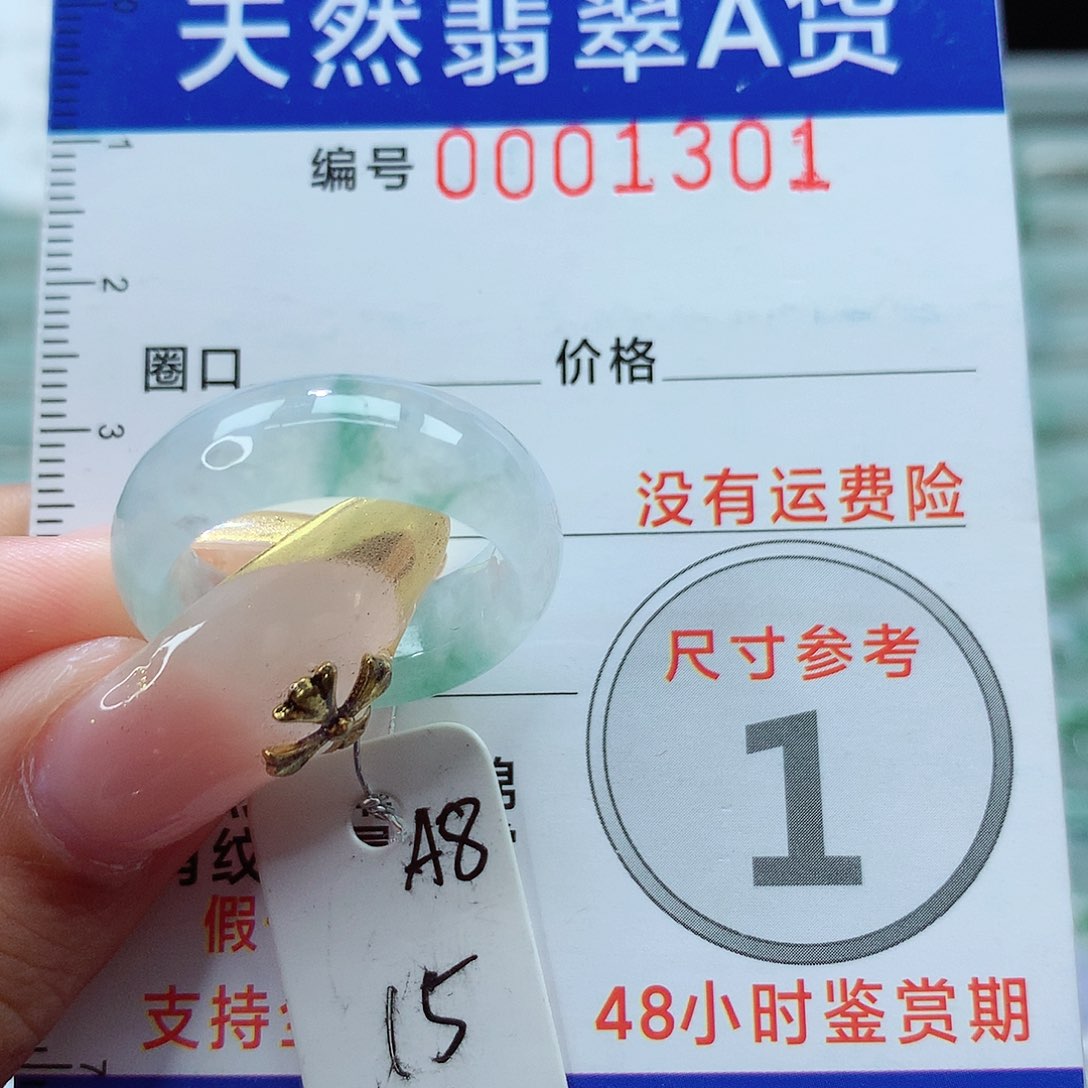 天然翡翠A货
编号 0001301
1
2
圈口 价格
3
没有运费险
尺寸参考
1
A8
线
假
15
支持
48小时鉴赏期
7